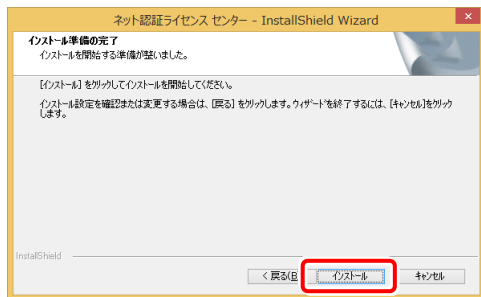 ネット認証ライセンス センター - InstallShield Wizard
インストール準備の完了
インストールを開始する準備が整いました。
[インストール] をクリックしてインストールを開始してください。
インストール設定を確認または変更する場合は、[戻る] をクリックします。ウィザードを終了するには、[キャンセル]をクリック
します。
InstallShield
< 戻る(B
インストール
キャンセル